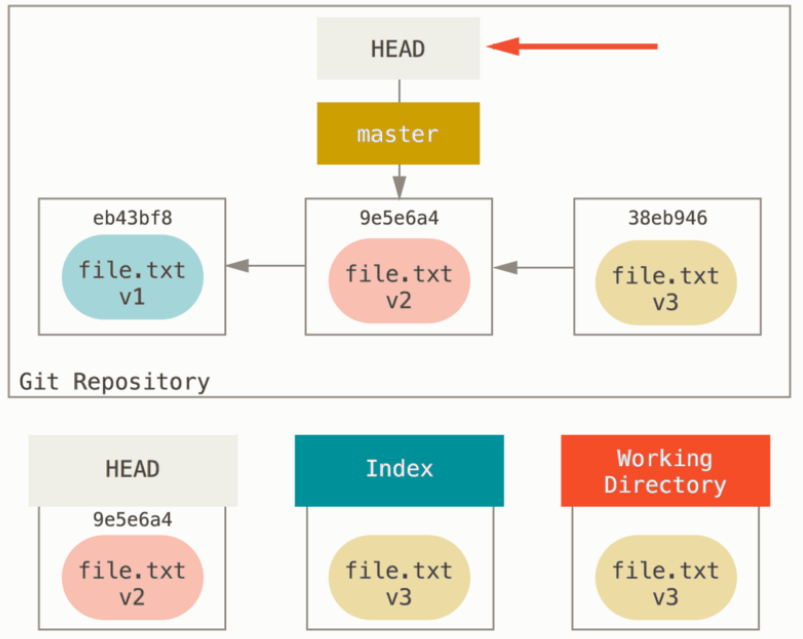 HEAD
master
eb43bf8
file.txt
v1
9e5e6a4
file.txt
v2
38eb946
file.txt
v3
Git Repository
HEAD
9e5e6a4
file.txt
v2
Index
file.txt
v3
Working
Directory
file.txt
v3